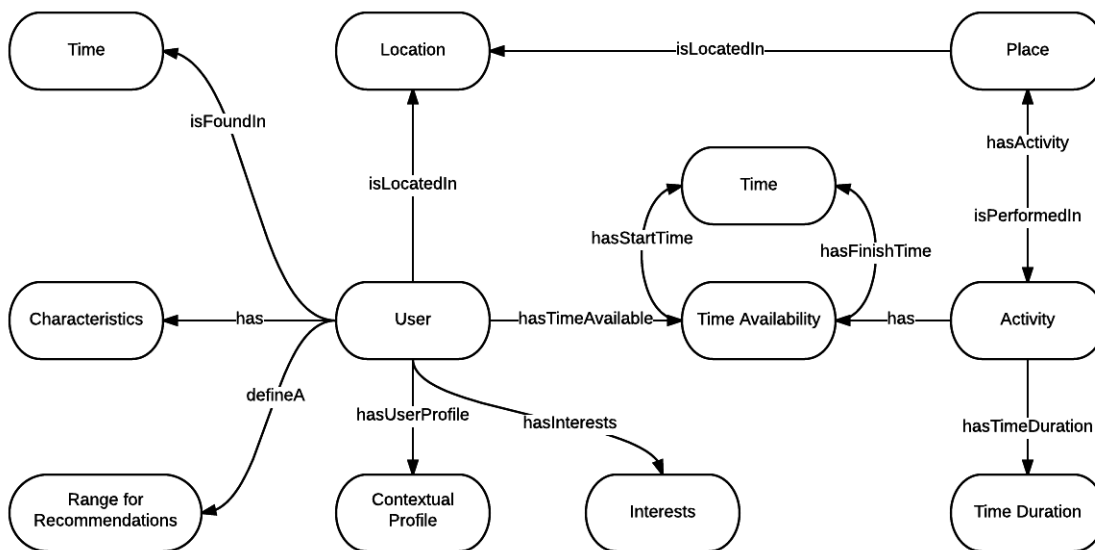 Time
Location
isLocatedIn
Place
isFoundIn
hasActivity
isLocatedIn
Time
isPerformedIn
hasStartTime
hasFinishTime
Characteristics
has
User
hasTimeAvailable
Time Availability
has
Activity
defineA
hasUserProfile
hasInterests
hasTimeDuration
Range for
Recommendations
Contextual
Profile
Interests
Time Duration